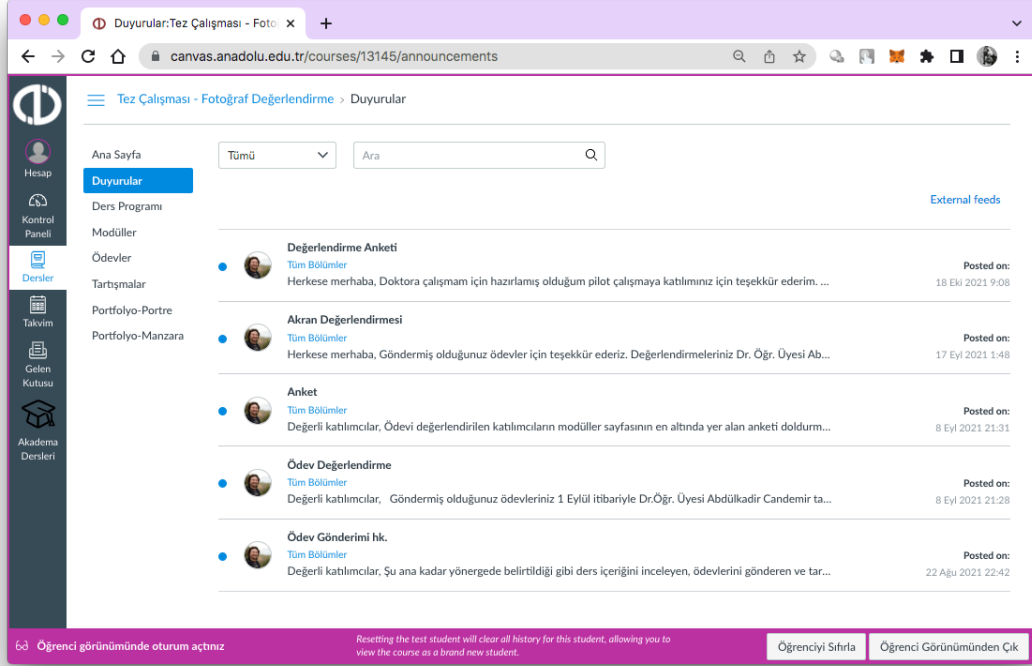 Duyurular:Tez Çalışması - Foto
canvas.anadolu.edu.tr/courses/13145/announcements
Tez Çalışması - Fotoğraf Değerlendirme › Duyurular
Hesap
Kontrol
Paneli
Dersler
Takvim
Gelen
Kutusu
Akadema
Dersleri
Ana Sayfa
Duyurular
Ders Programı
Modüller
Ödevler
Tartışmalar
Portfolyo-Portre
Portfolyo-Manzara
Tümü
Ara
External feeds
Değerlendirme Anketi
Tüm Bölümler
Herkese merhaba, Doktora çalışmam için hazırlamış olduğum pilot çalışmaya katılımınız için teşekkür ederim. ...
Posted on:
18 Eki 2021 9:08
Akran Değerlendirmesi
Tüm Bölümler
Herkese merhaba, Göndermiş olduğunuz ödevler için teşekkür ederiz. Değerlendirmeleriniz Dr. Öğr. Üyesi Ab...
Posted on:
17 Eyl 2021 1:48
Anket
Tüm Bölümler
Değerli katılımcılar, Ödevi değerlendirilen katılımcıların modüller sayfasının en altında yer alan anketi doldurm...
Posted on:
8 Eyl 2021 21:31
Ödev Değerlendirme
Tüm Bölümler
Değerli katılımcılar, Göndermiş olduğunuz ödevleriniz 1 Eylül itibariyle Dr.Öğr. Üyesi Abdülkadir Candemir ta...
Posted on:
8 Eyl 2021 21:28
Ödev Gönderimi hk.
Tüm Bölümler
Değerli katılımcılar, Şu ana kadar yönergede belirtildiği gibi ders içeriğini inceleyen, ödevlerini gönderen ve tar...
Posted on:
22 Ağu 2021 22:42
Öğrenci görünümünde oturum açtınız
Resetting the test student will clear all history for this student, allowing you to
view the course as a brand new student.
Öğrenciyi Sıfırla
Öğrenci Görünümünden Çık